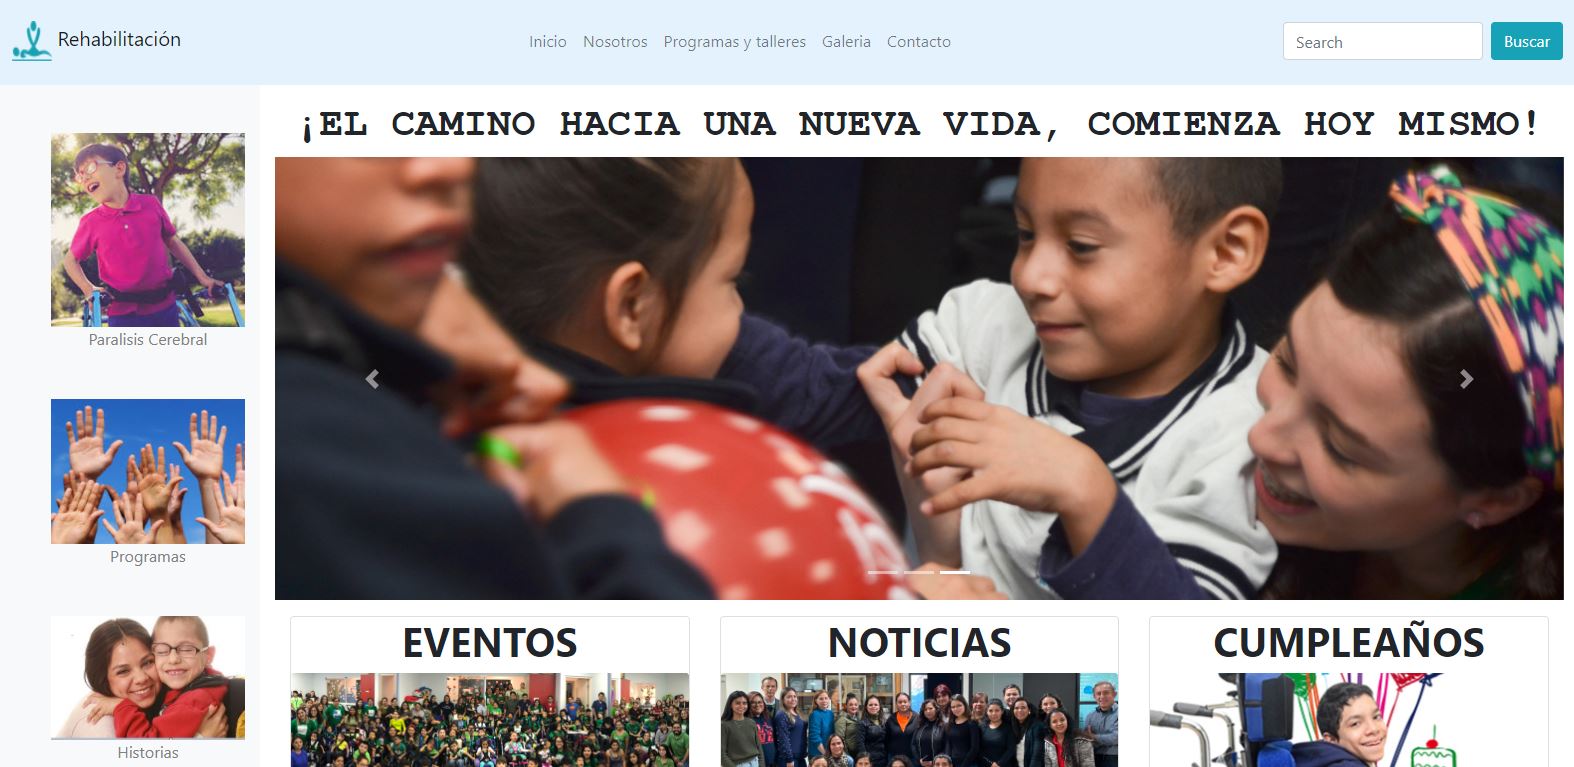 Rehabilitación
Inicio Nosotros Programas y talleres Galeria Contacto
Search Buscar
¡EL CAMINO HACIA UNA NUEVA VIDA, COMIENZA HOY MISMO!
Paralisis Cerebral
Programas
Historias
EVENTOS
NOTICIAS
CUMPLEAÑOS